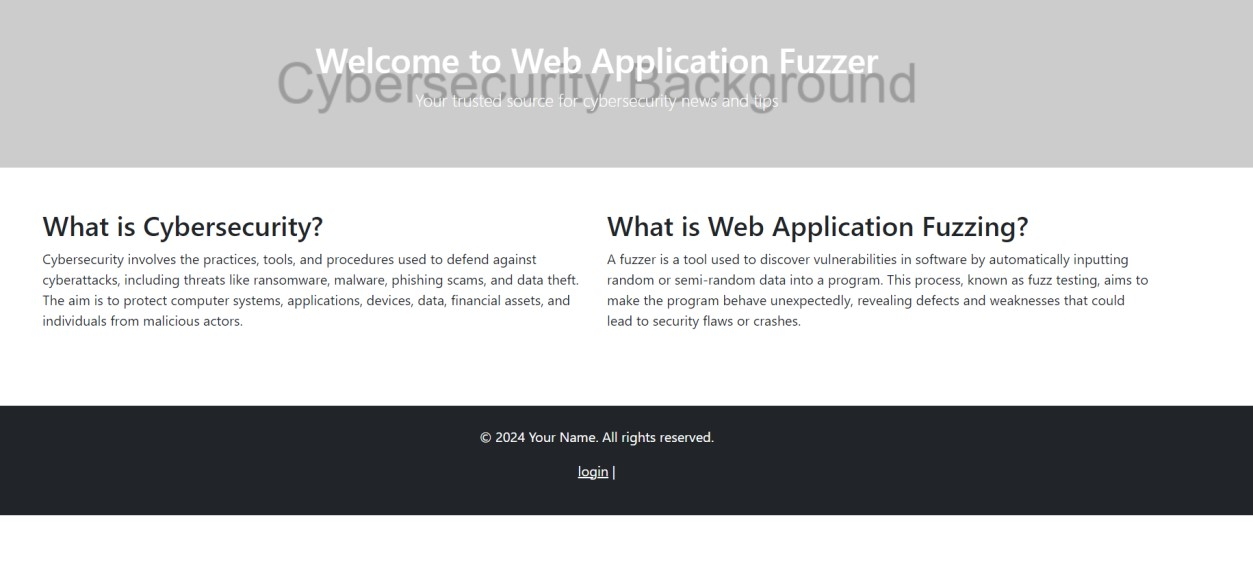 Welcome to Web Application Fuzzer
Cybersecurity Background
Your trusted source for cybersecurity news and tips
What is Cybersecurity?
Cybersecurity involves the practices, tools, and procedures used to defend against
cyberattacks, including threats like ransomware, malware, phishing scams, and data theft.
The aim is to protect computer systems, applications, devices, data, financial assets, and
individuals from malicious actors.
What is Web Application Fuzzing?
A fuzzer is a tool used to discover vulnerabilities in software by automatically inputting
random or semi-random data into a program. This process, known as fuzz testing, aims to
make the program behave unexpectedly, revealing defects and weaknesses that could
lead to security flaws or crashes.
© 2024 Your Name. All rights reserved.
login |